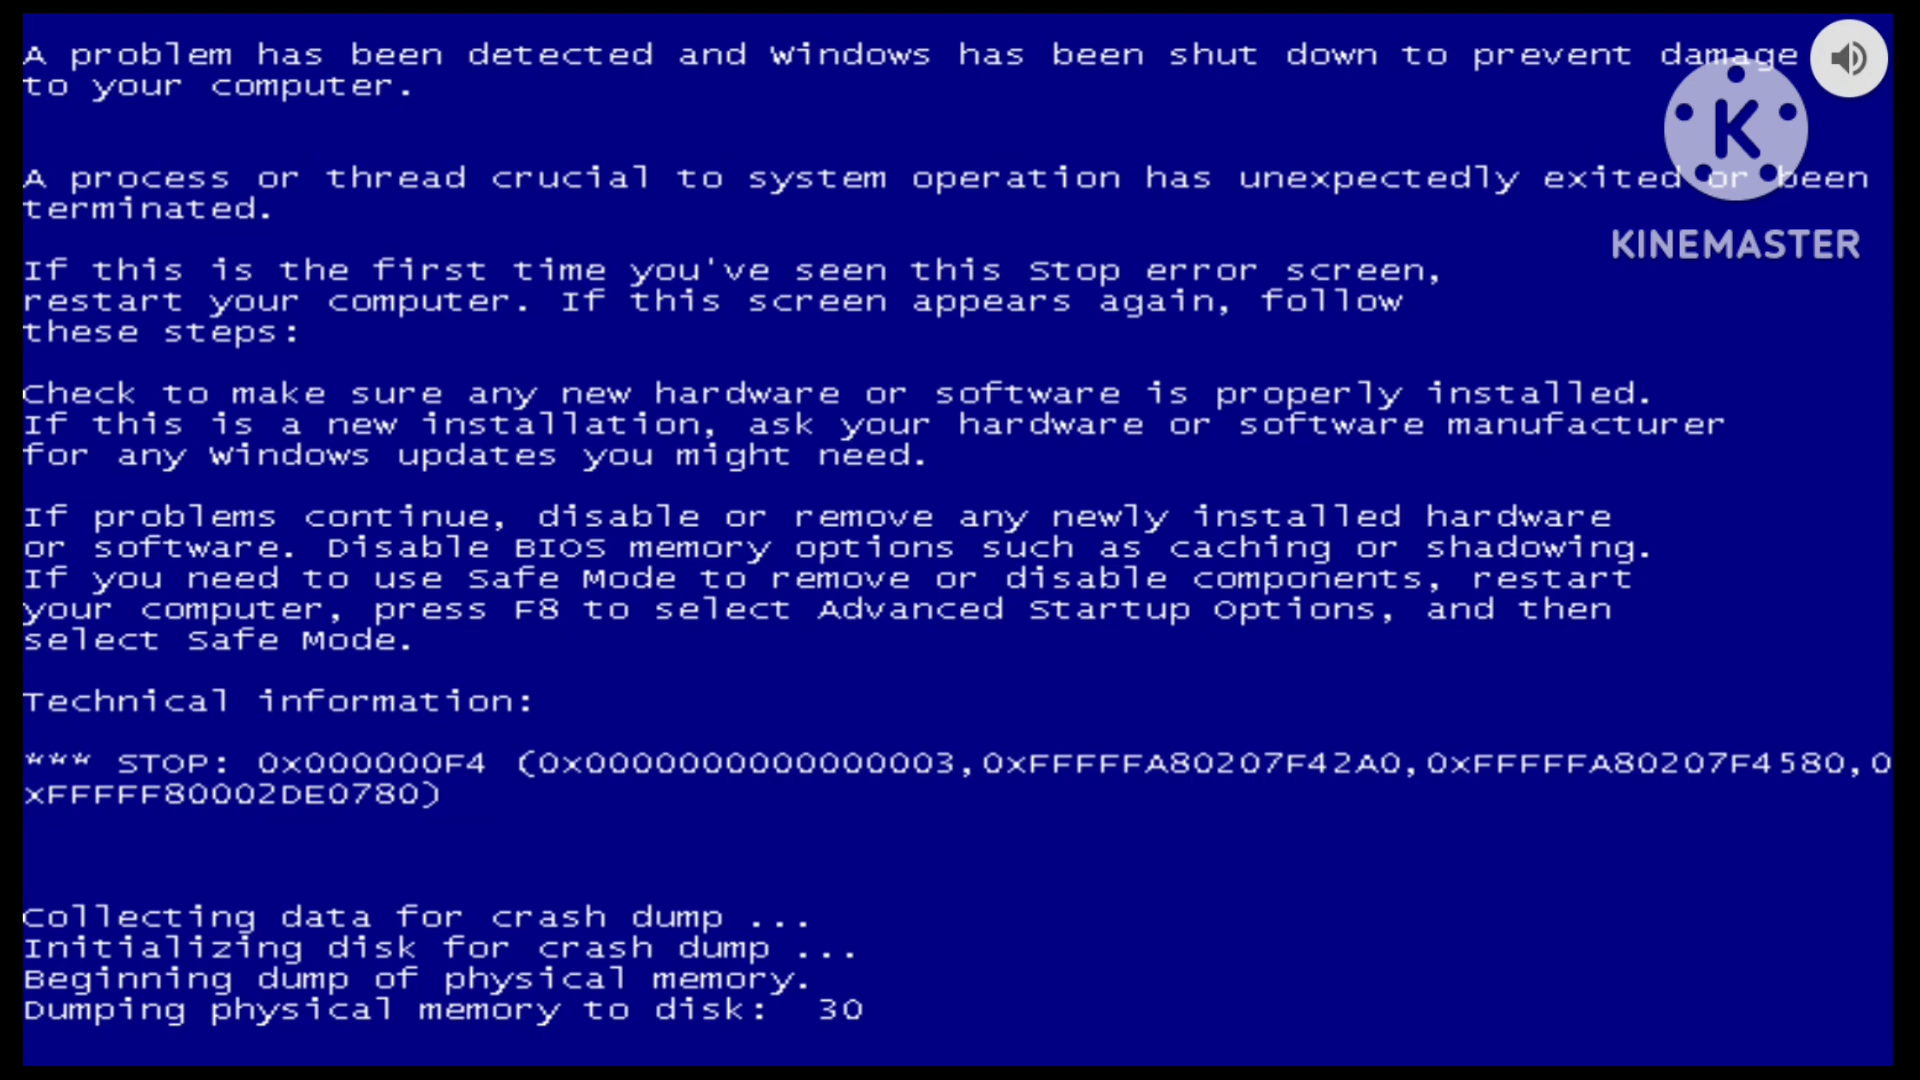 A problem has been detected and Windows has been shut down to prevent damage
to your computer.
A process or thread crucial to system operation has unexpectedly exited or been
terminated.
If this is the first time you've seen this Stop error screen,
restart your computer. If this screen appears again, follow
these steps:
Check to make sure any new hardware or software is properly installed.
If this is a new installation, ask your hardware or software manufacturer
for any Windows updates you might need.
If problems continue, disable or remove any newly installed hardware
or software. Disable BIOS memory options such as caching or shadowing.
If you need to use Safe Mode to remove or disable components, restart
your computer, press F8 to select Advanced Startup Options, and then
select Safe Mode.
Technical information:
*** STOP: 0x000000F4 (0x0000000000000003,0xFFFFFA80207F42A0,0xFFFFFA80207F4580,0
xFFFFF80002DE0780)
Collecting data for crash dump ...
Initializing disk for crash dump ...
Beginning dump of physical memory.
Dumping physical memory to disk:  30
K
KINEMASTER